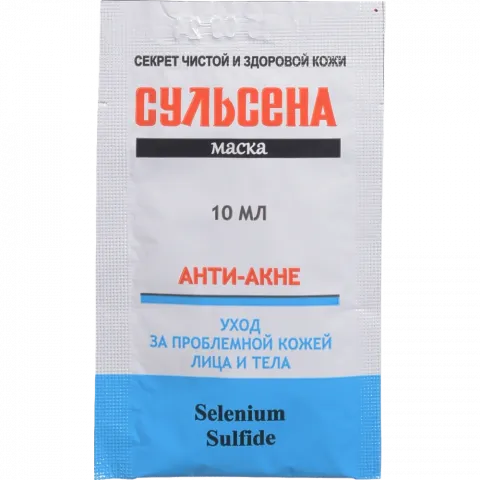 СЕКРЕТ ЧИСТОЙ И ЗДОРОВОЙ КОЖИ
СУЛЬСЕНА
маска
10 МЛ
АНТИ-АКНЕ
УХОД
ЗА ПРОБЛЕМНОЙ КОЖЕЙ
ЛИЦА И ТЕЛА
Selenium
Sulfide